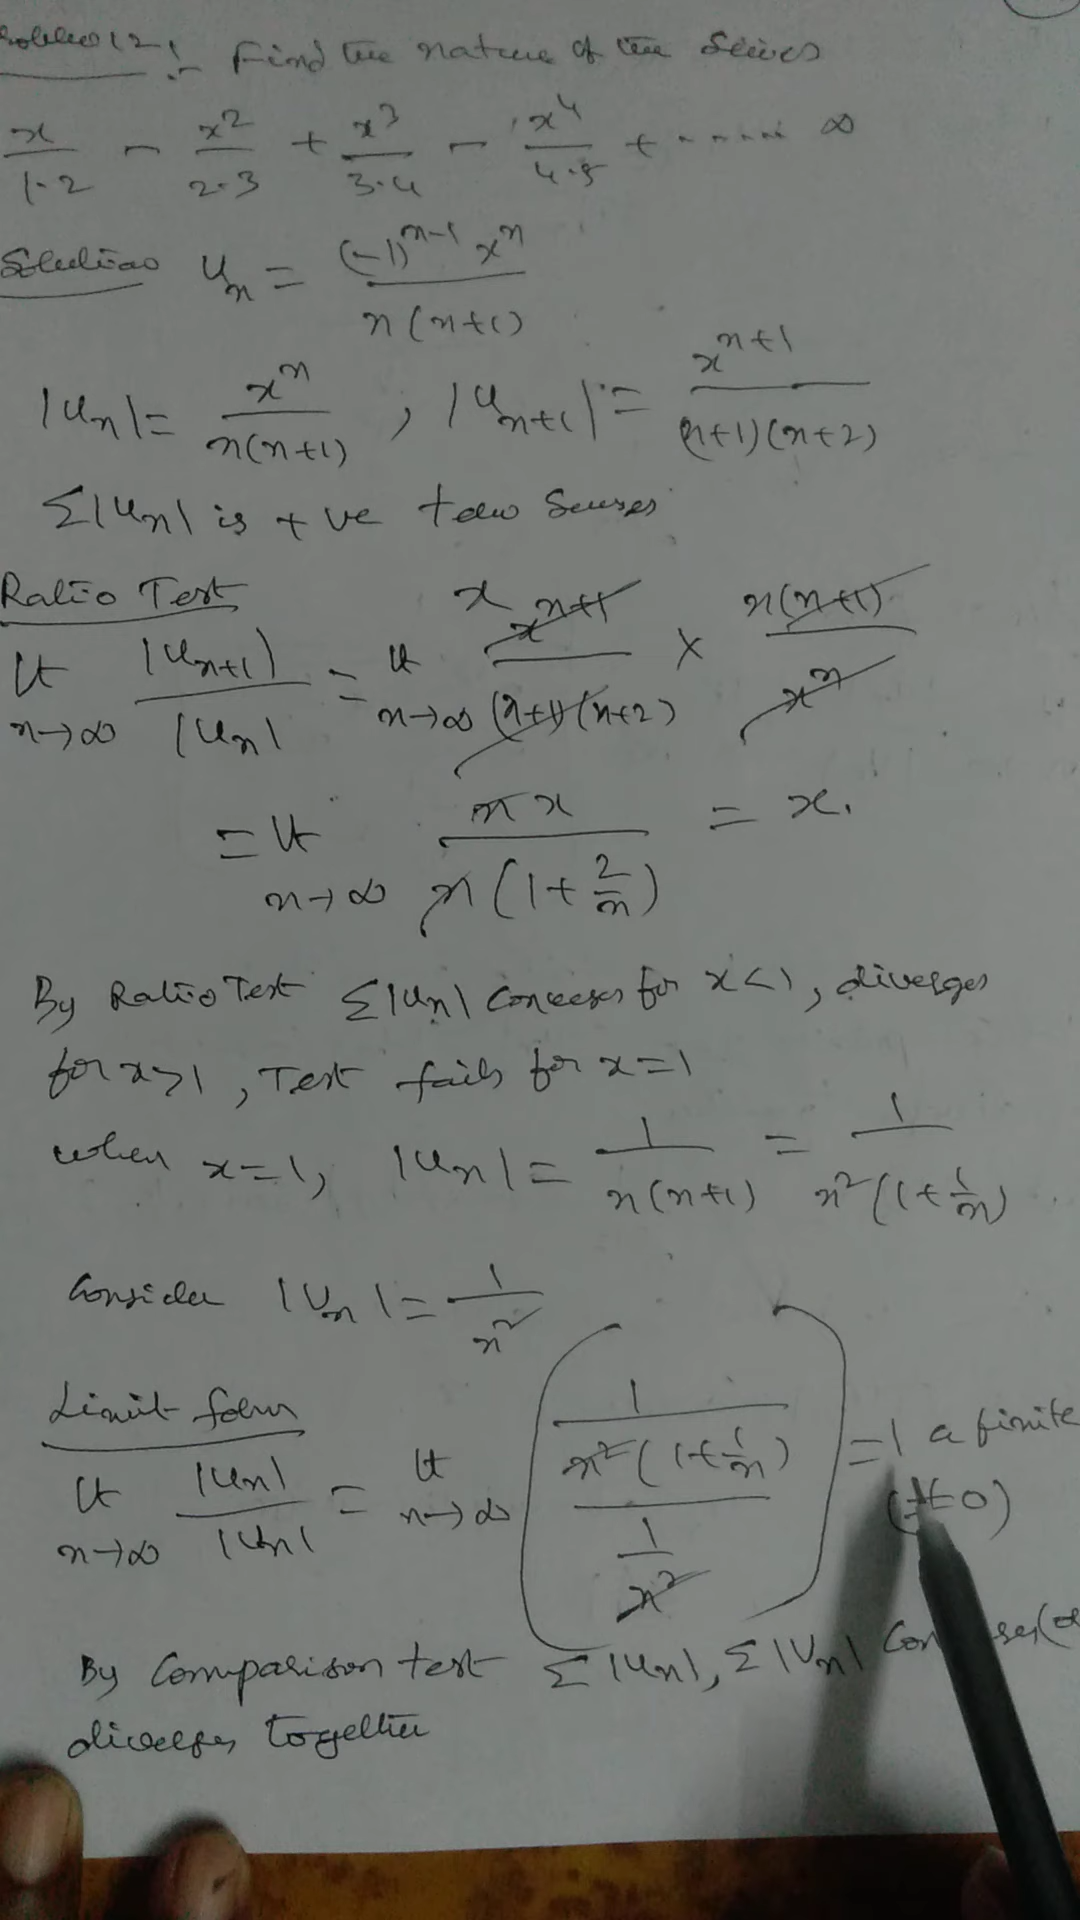 Find the nature of the Series
x/1·2 - x²/2·3 + x³/3·4 - x⁴/4·5 + ...... ∞
Solution uₙ = (-1)ⁿ⁻¹ xⁿ / n(n+1)
|uₙ| = xⁿ / n(n+1) , |uₙ₊₁| = xⁿ⁺¹ / (n+1)(n+2)
Σ|uₙ| is +ve term Series
Ratio Test
lt n→∞ |uₙ₊₁| / |uₙ| = lt n→∞ x xⁿ⁺¹ / (n+1)(n+2) × n(n+1) / xⁿ
= lt n→∞ n x / n(1+2/n) = x.
By Ratio Test Σ|uₙ| converges for x<1, diverges
for x>1, Test fails for x=1
when x=1, |uₙ| = 1 / n(n+1) = 1 / n²(1+1/n)
Consider |Vₙ| = 1/n²
Limit form
lt n→∞ |uₙ| / |Vₙ| = lt n→∞ ( 1 / n²(1+1/n) / 1/n² ) = 1 a finite
(≠0)
By Comparison test Σ|uₙ|, Σ|Vₙ|
diverges together